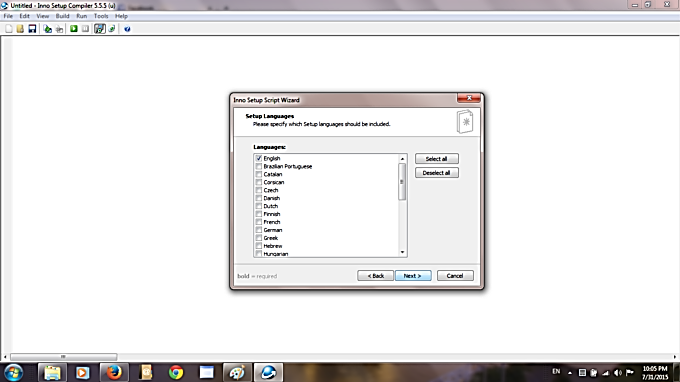 Untitled - Inno Setup Compiler 5.5.5 (u)
File Edit View Build Run Tools Help
Inno Setup Script Wizard
Setup Languages
Please specify which Setup languages should be included.
Languages:
English
Brazilian Portuguese
Catalan
Corsican
Czech
Danish
Dutch
Finnish
French
German
Greek
Hebrew
Hungarian
Select all
Deselect all
bold = required
< Back Next > Cancel
EN
10:05 PM
7/31/2015